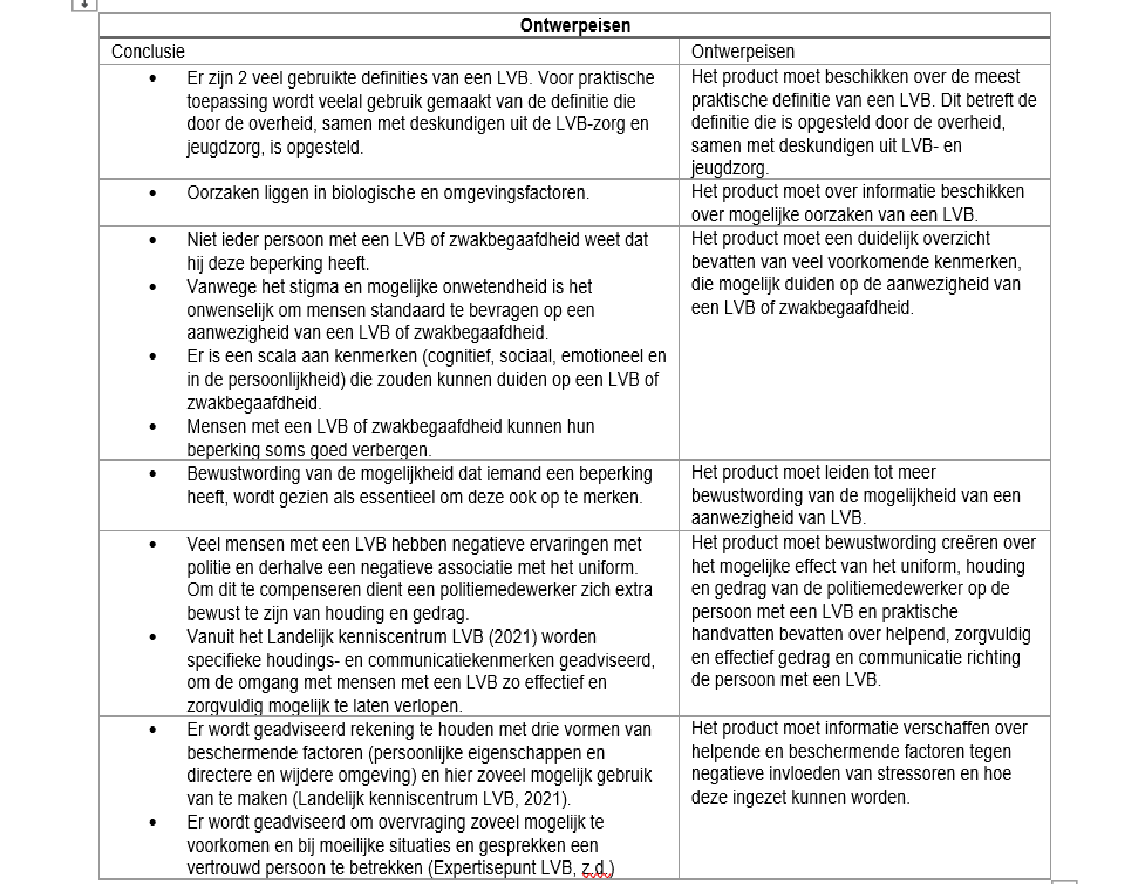 Ontwerpeisen
Conclusie
Ontwerpeisen
• Er zijn 2 veel gebruikte definities van een LVB. Voor praktische
toepassing wordt veelal gebruik gemaakt van de definitie die
door de overheid, samen met deskundigen uit de LVB-zorg en
jeugdzorg, is opgesteld.
Het product moet beschikken over de meest
praktische definitie van een LVB. Dit betreft de
definitie die is opgesteld door de overheid,
samen met deskundigen uit LVB- en
jeugdzorg.
• Oorzaken liggen in biologische en omgevingsfactoren.
Het product moet over informatie beschikken
over mogelijke oorzaken van een LVB.
• Niet ieder persoon met een LVB of zwakbegaafdheid weet dat
hij deze beperking heeft.
• Vanwege het stigma en mogelijke onwetendheid is het
onwenselijk om mensen standaard te bevragen op een
aanwezigheid van een LVB of zwakbegaafdheid.
• Er is een scala aan kenmerken (cognitief, sociaal, emotioneel en
in de persoonlijkheid) die zouden kunnen duiden op een LVB of
zwakbegaafdheid.
• Mensen met een LVB of zwakbegaafdheid kunnen hun
beperking soms goed verbergen.
Het product moet een duidelijk overzicht
bevatten van veel voorkomende kenmerken,
die mogelijk duiden op de aanwezigheid van
een LVB of zwakbegaafdheid.
• Bewustwording van de mogelijkheid dat iemand een beperking
heeft, wordt gezien als essentieel om deze ook op te merken.
Het product moet leiden tot meer
bewustwording van de mogelijkheid van een
aanwezigheid van LVB.
• Veel mensen met een LVB hebben negatieve ervaringen met
politie en derhalve een negatieve associatie met het uniform.
Om dit te compenseren dient een politiemedewerker zich extra
bewust te zijn van houding en gedrag.
• Vanuit het Landelijk kenniscentrum LVB (2021) worden
specifieke houdings- en communicatiekenmerken geadviseerd,
om de omgang met mensen met een LVB zo effectief en
zorgvuldig mogelijk te laten verlopen.
Het product moet bewustwording creëren over
het mogelijke effect van het uniform, houding
en gedrag van de politiemedewerker op de
persoon met een LVB en praktische
handvatten bevatten over helpend, zorgvuldig
en effectief gedrag en communicatie richting
de persoon met een LVB.
• Er wordt geadviseerd rekening te houden met drie vormen van
beschermende factoren (persoonlijke eigenschappen en
directere en wijdere omgeving) en hier zoveel mogelijk gebruik
van te maken (Landelijk kenniscentrum LVB, 2021).
• Er wordt geadviseerd om overvraging zoveel mogelijk te
voorkomen en bij moeilijke situaties en gesprekken een
vertrouwd persoon te betrekken (Expertisepunt LVB, z.d.)
Het product moet informatie verschaffen over
helpende en beschermende factoren tegen
negatieve invloeden van stressoren en hoe
deze ingezet kunnen worden.